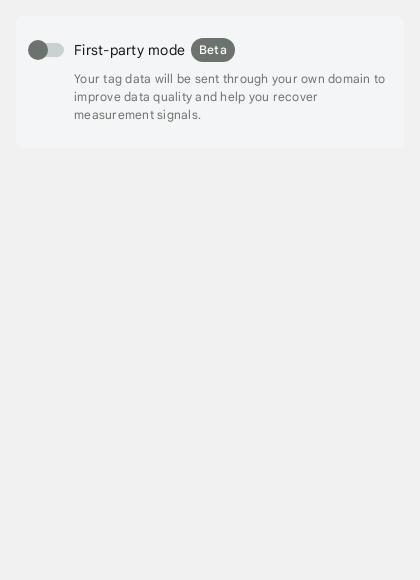 First-party mode Beta
Your tag data will be sent through your own domain to
improve data quality and help you recover
measurement signals.